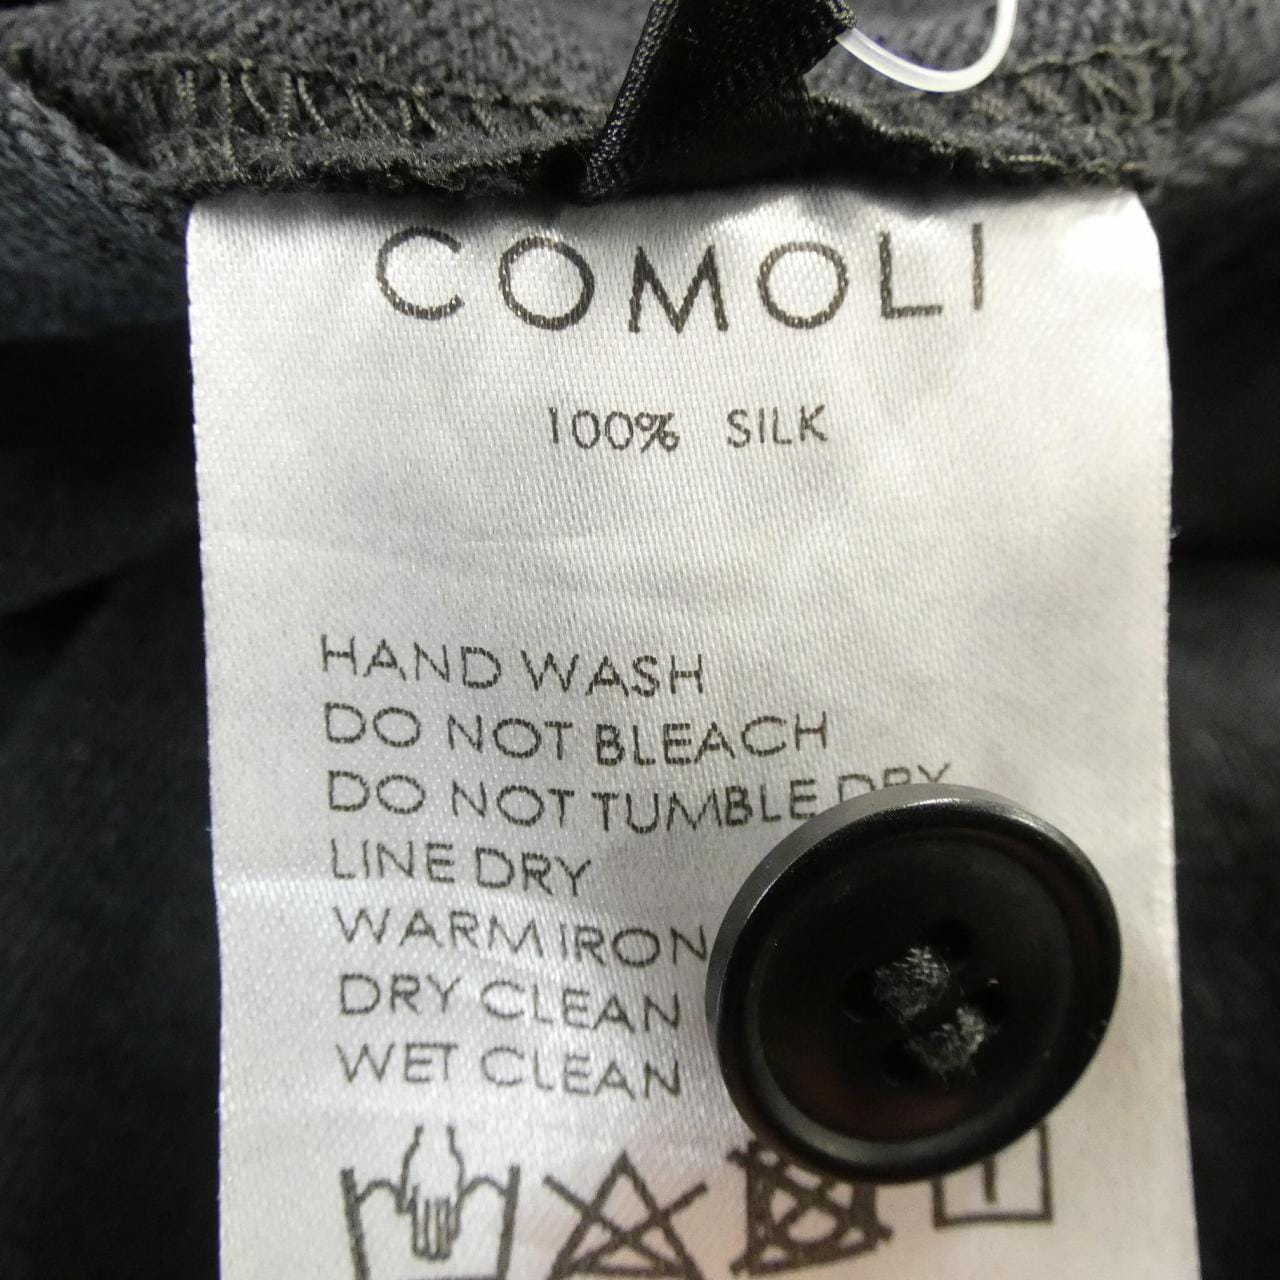 COMOLI
100% SILK
HAND WASH
DO NOT BLEACH
DO NOT TUMBLE DRY
LINE DRY
WARM IRON
DRY CLEAN
WET CLEAN